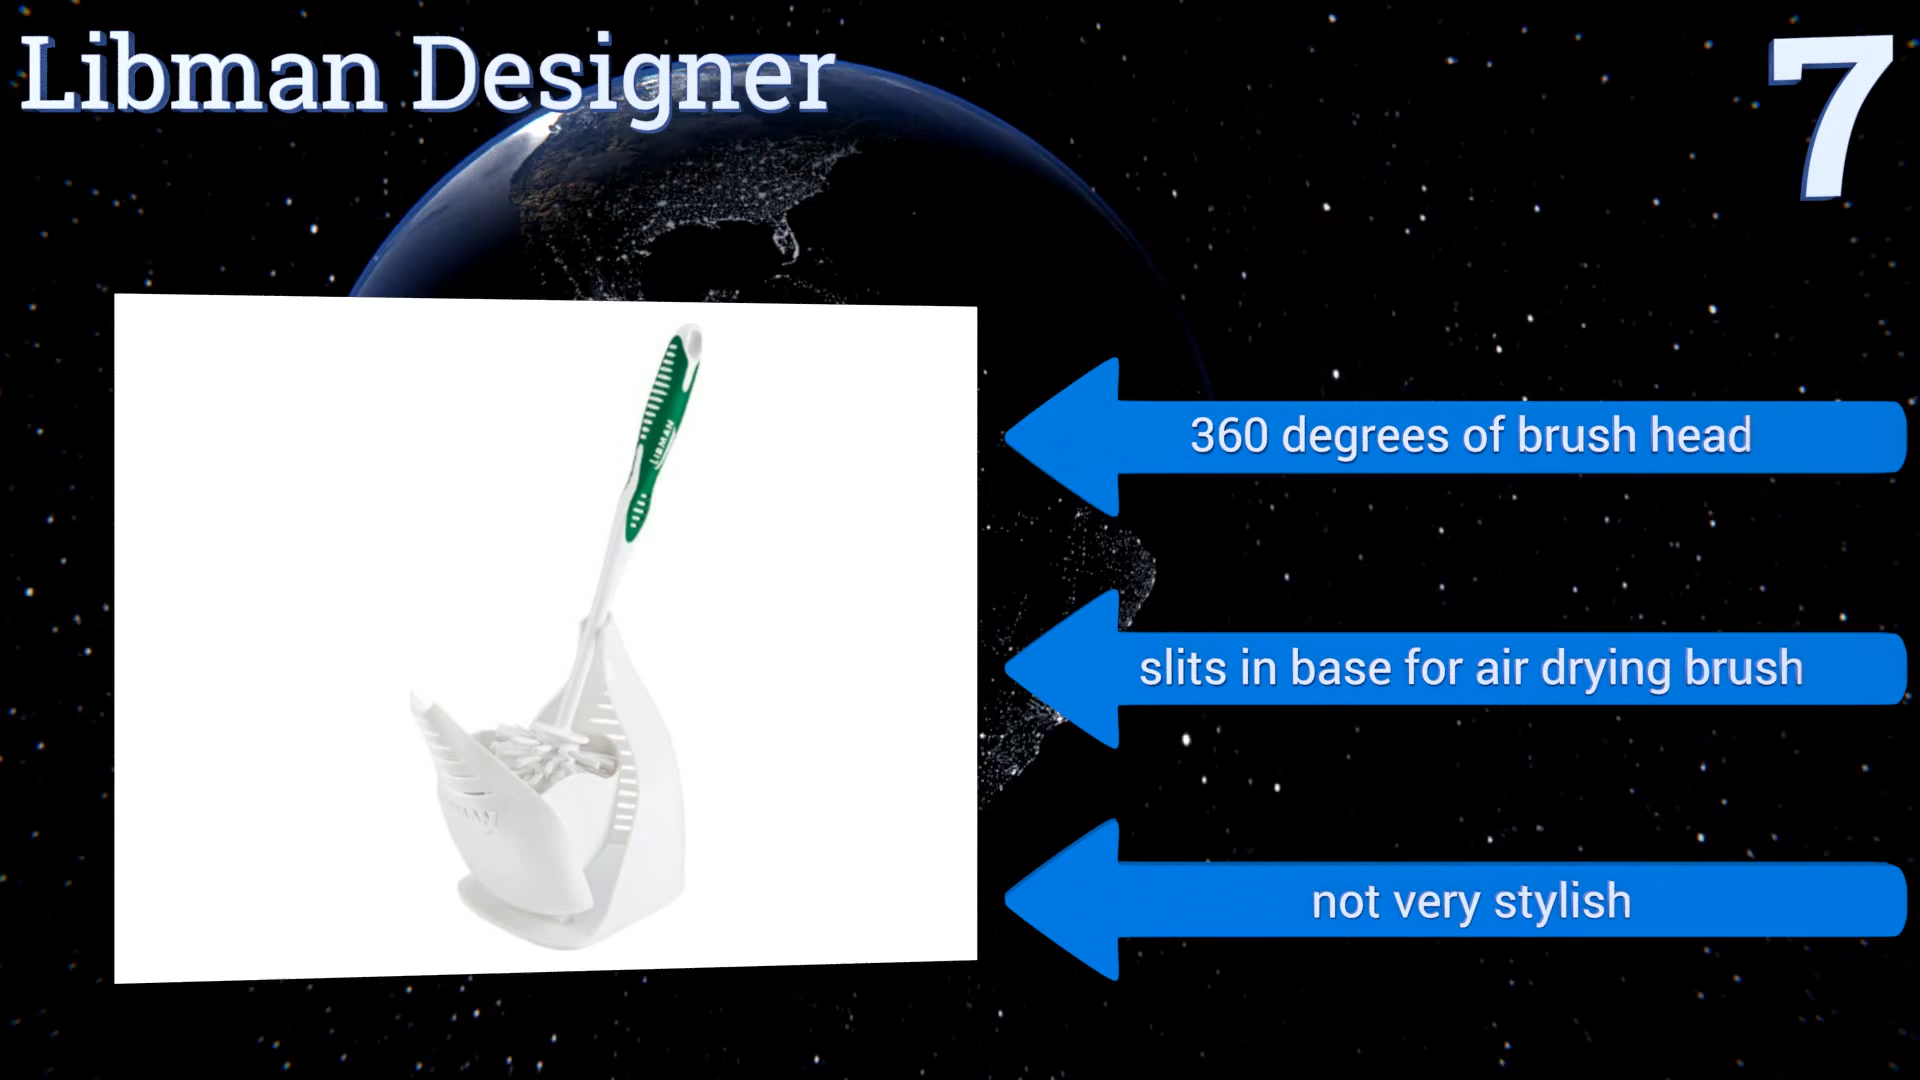 Libman Designer
7
LIBMAN
360 degrees of brush head
slits in base for air drying brush
not very stylish